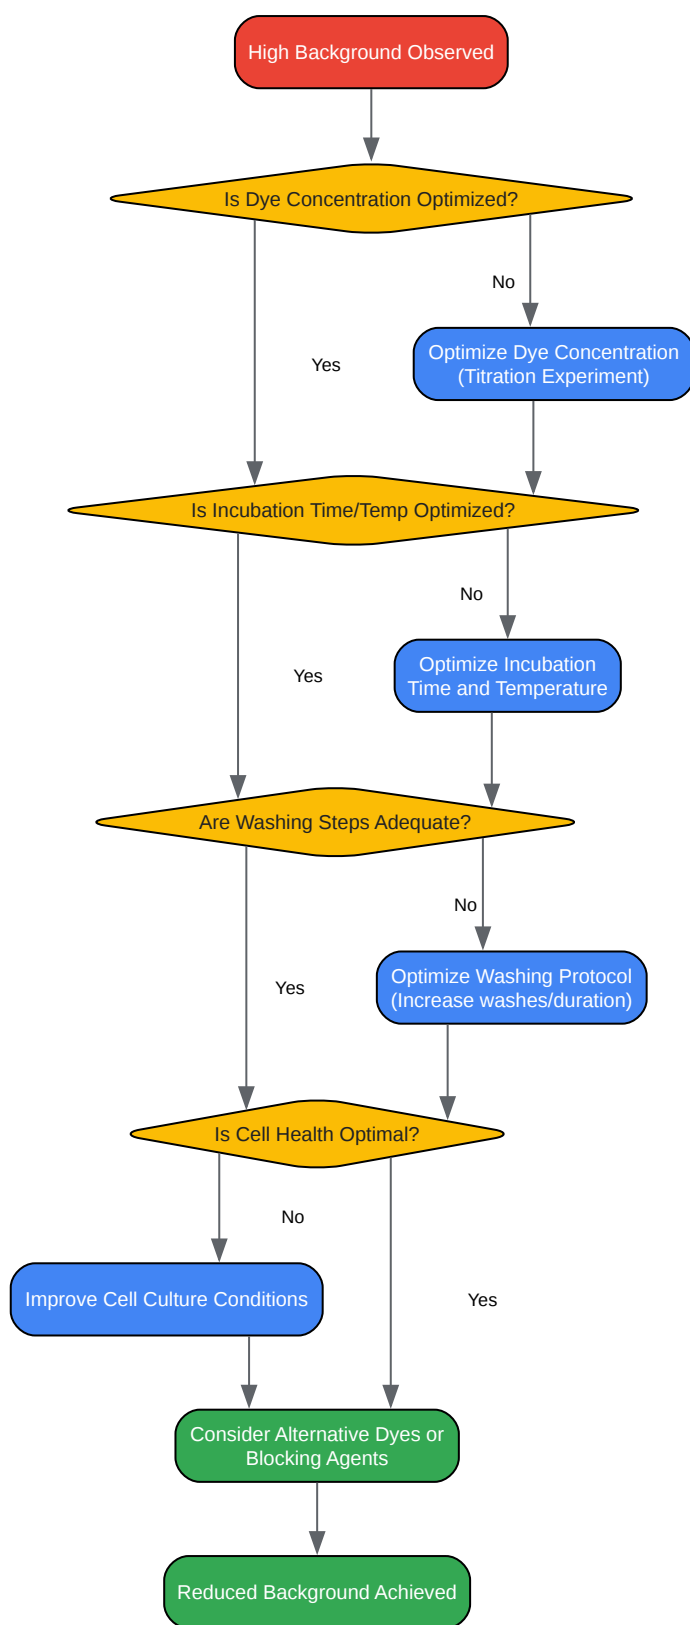 High Background Observed
Is Dye Concentration Optimized?
No
Optimize Dye Concentration
(Titration Experiment)
Yes
Is Incubation Time/Temp Optimized?
No
Optimize Incubation
Time and Temperature
Yes
Are Washing Steps Adequate?
No
Optimize Washing Protocol
(Increase washes/duration)
Yes
Is Cell Health Optimal?
No
Improve Cell Culture Conditions
Yes
Consider Alternative Dyes or
Blocking Agents
Reduced Background Achieved